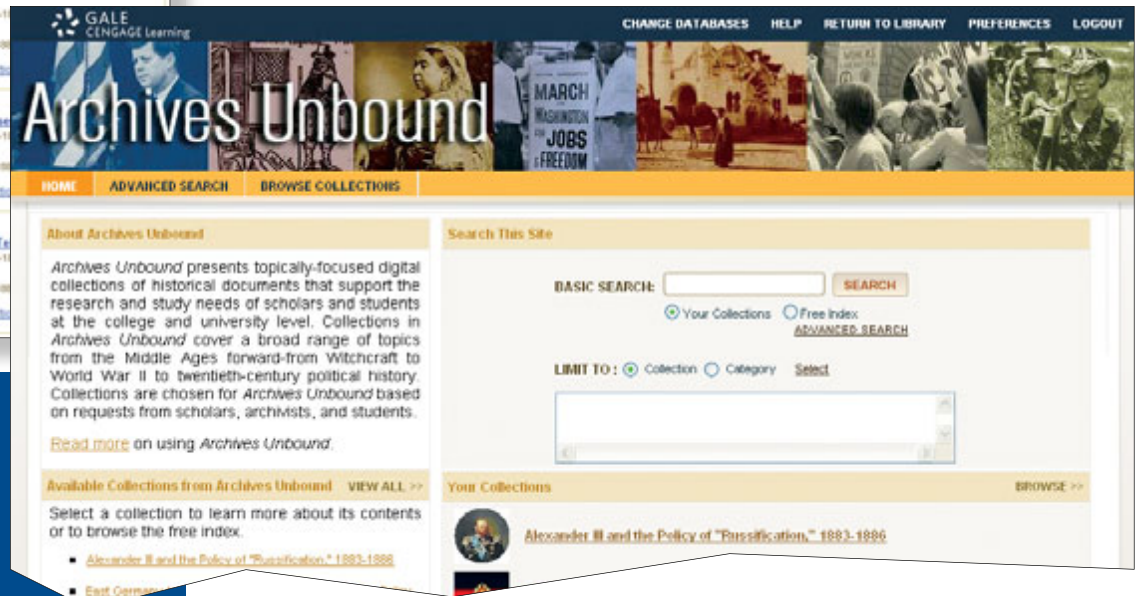 GALE
CENGAGE Learning
CHANGE DATABASES HELP RETURN TO LIBRARY PREFERENCES LOGOUT
Archives Unbound
MARCH
WASHINGTON
FOR JOBS
& FREEDOM
HOME ADVANCED SEARCH BROWSE COLLECTIONS
About Archives Unbound
Archives Unbound presents topically-focused digital
collections of historical documents that support the
research and study needs of scholars and students
at the college and university level. Collections in
Archives Unbound cover a broad range of topics
from the Middle Ages forward-from Witchcraft to
World War II to twentieth-century political history.
Collections are chosen for Archives Unbound based
on requests from scholars, archivists, and students.
Read more on using Archives Unbound.
Available Collections from Archives Unbound VIEW ALL >>
Select a collection to learn more about its contents
or to browse the free index.
Alexander III and the Policy of "Russification," 1883-1886
East
Search This Site
BASIC SEARCH: SEARCH
Your Collections Free Index
ADVANCED SEARCH
LIMIT TO : Collection Category Select
Your Collections BROWSE >>
Alexander III and the Policy of "Russification," 1883-1886